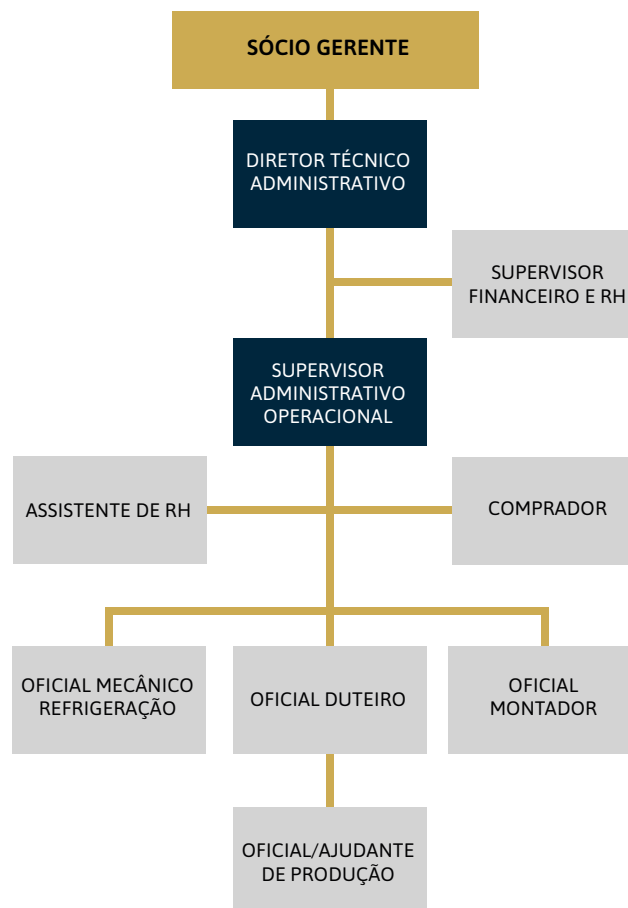 SÓCIO GERENTE
DIRETOR TÉCNICO
ADMINISTRATIVO
SUPERVISOR
FINANCEIRO E RH
SUPERVISOR
ADMINISTRATIVO
OPERACIONAL
ASSISTENTE DE RH
COMPRADOR
OFICIAL MECÂNICO
REFRIGERAÇÃO
OFICIAL DUTEIRO
OFICIAL
MONTADOR
OFICIAL/AJUDANTE
DE PRODUÇÃO